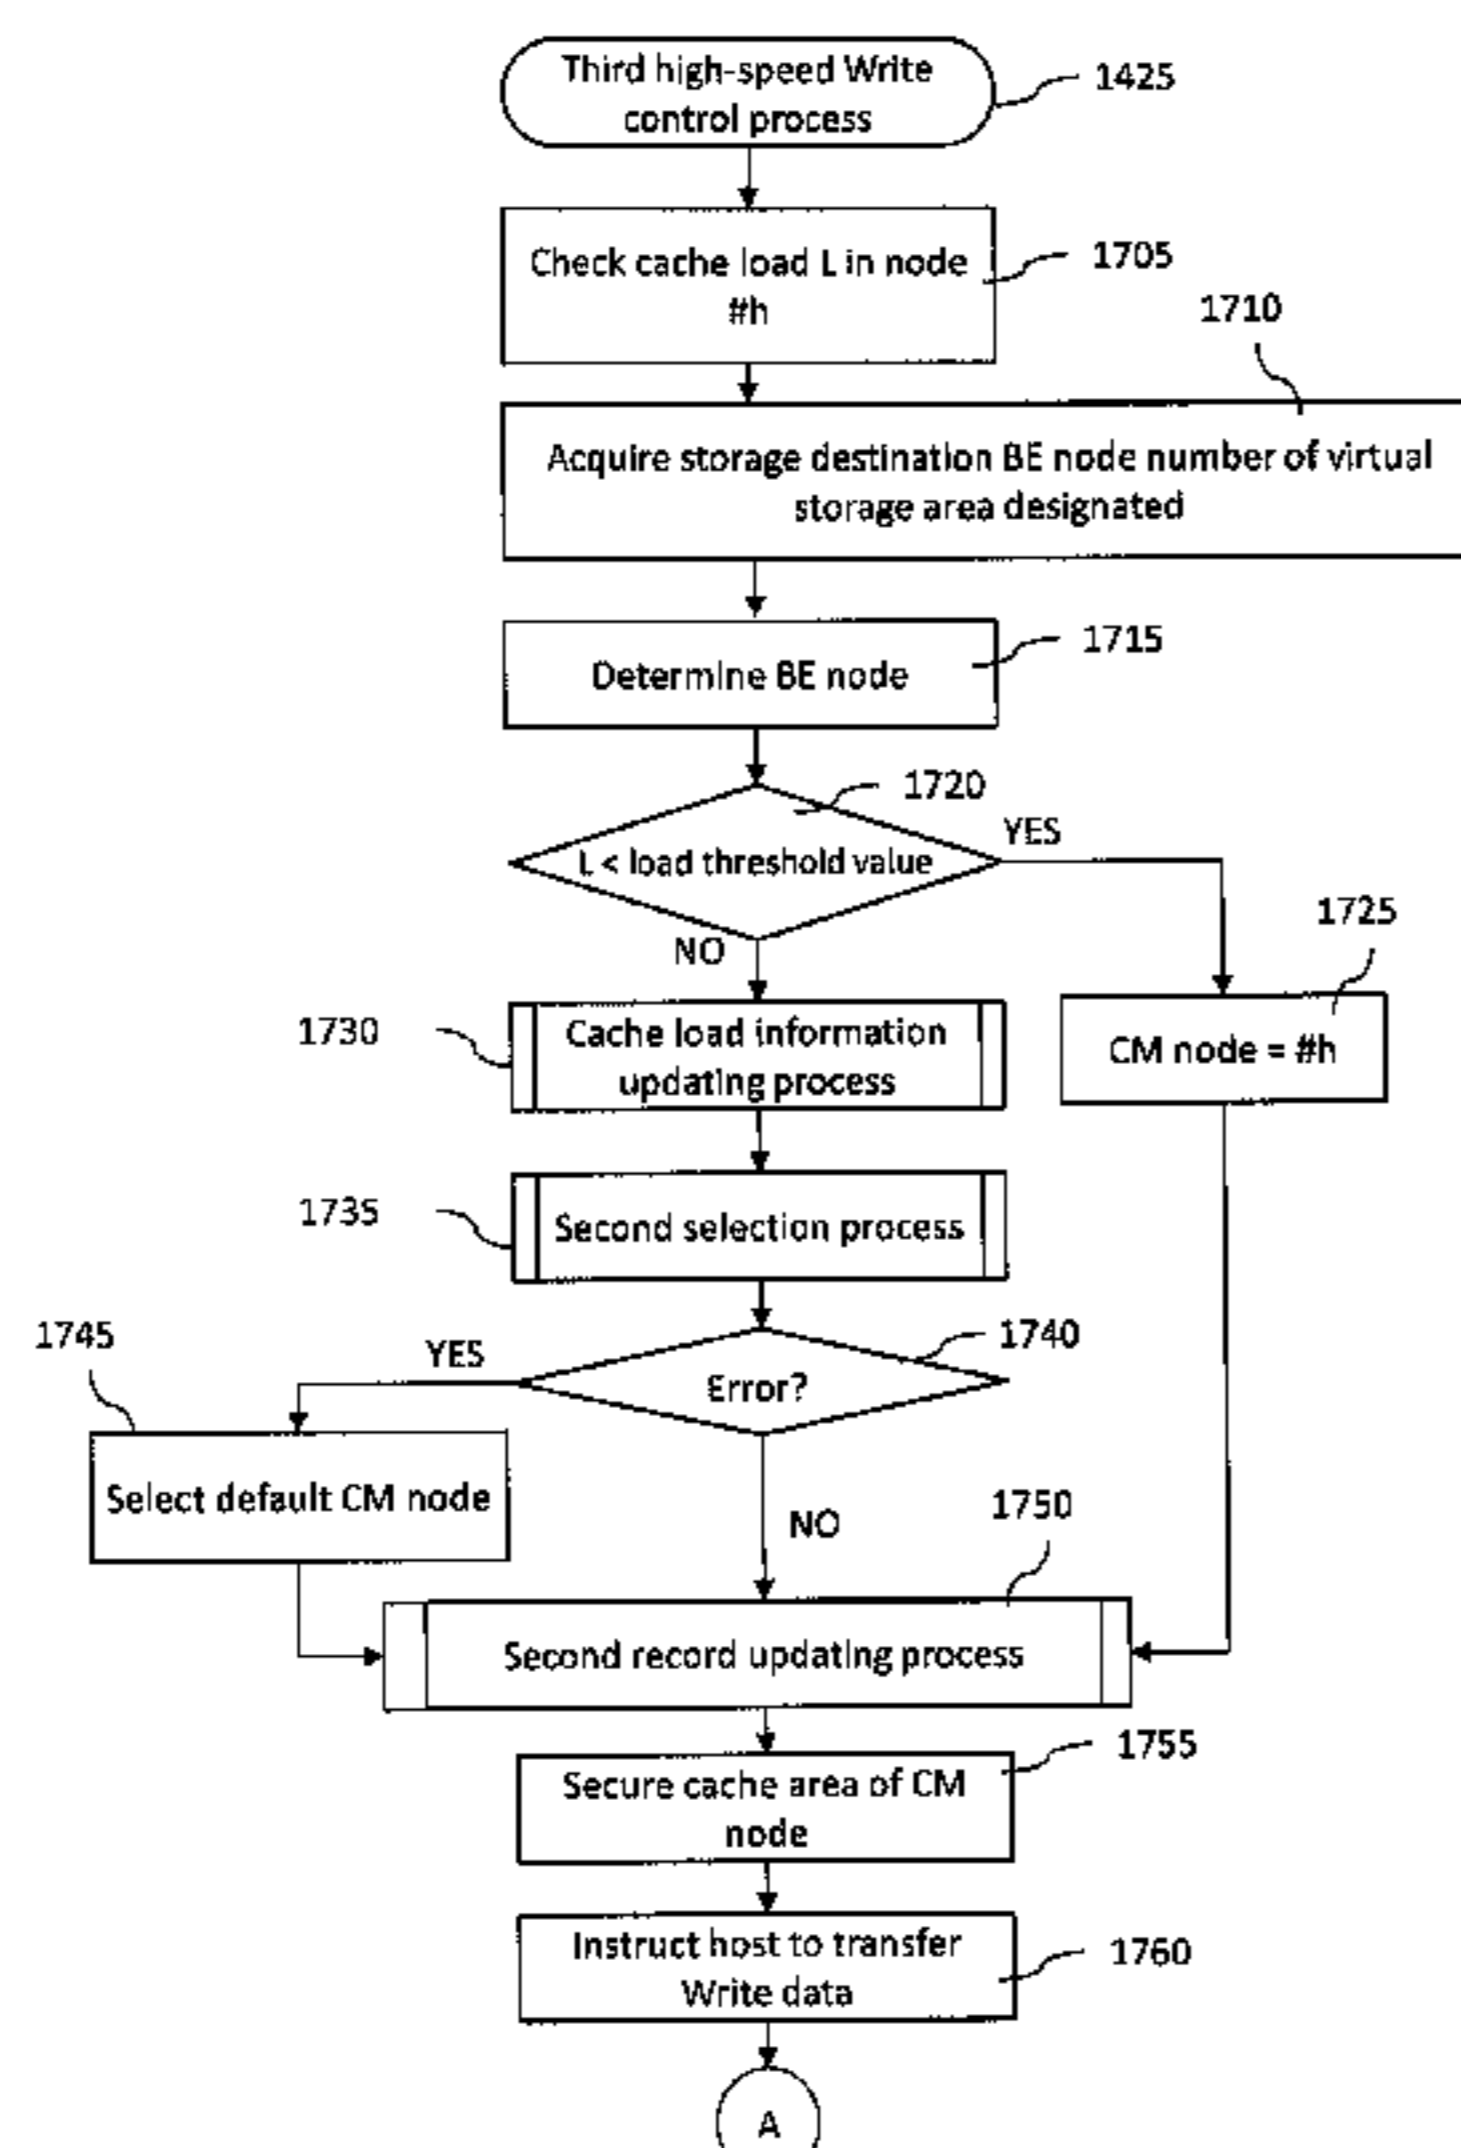 Third high-speed Write
control process
1425
Check cache load L in node
#h
1705
1710
Acquire storage destination BE node number of virtual
storage area designated
1715
Determine BE node
1720
L < load threshold value
YES
NO
1725
CM node = #h
1730
Cache load information
updating process
1735
Second selection process
1740
Error?
YES
1745
Select default CM node
NO
1750
Second record updating process
1755
Secure cache area of CM
node
Instruct host to transfer
Write data
1760
A